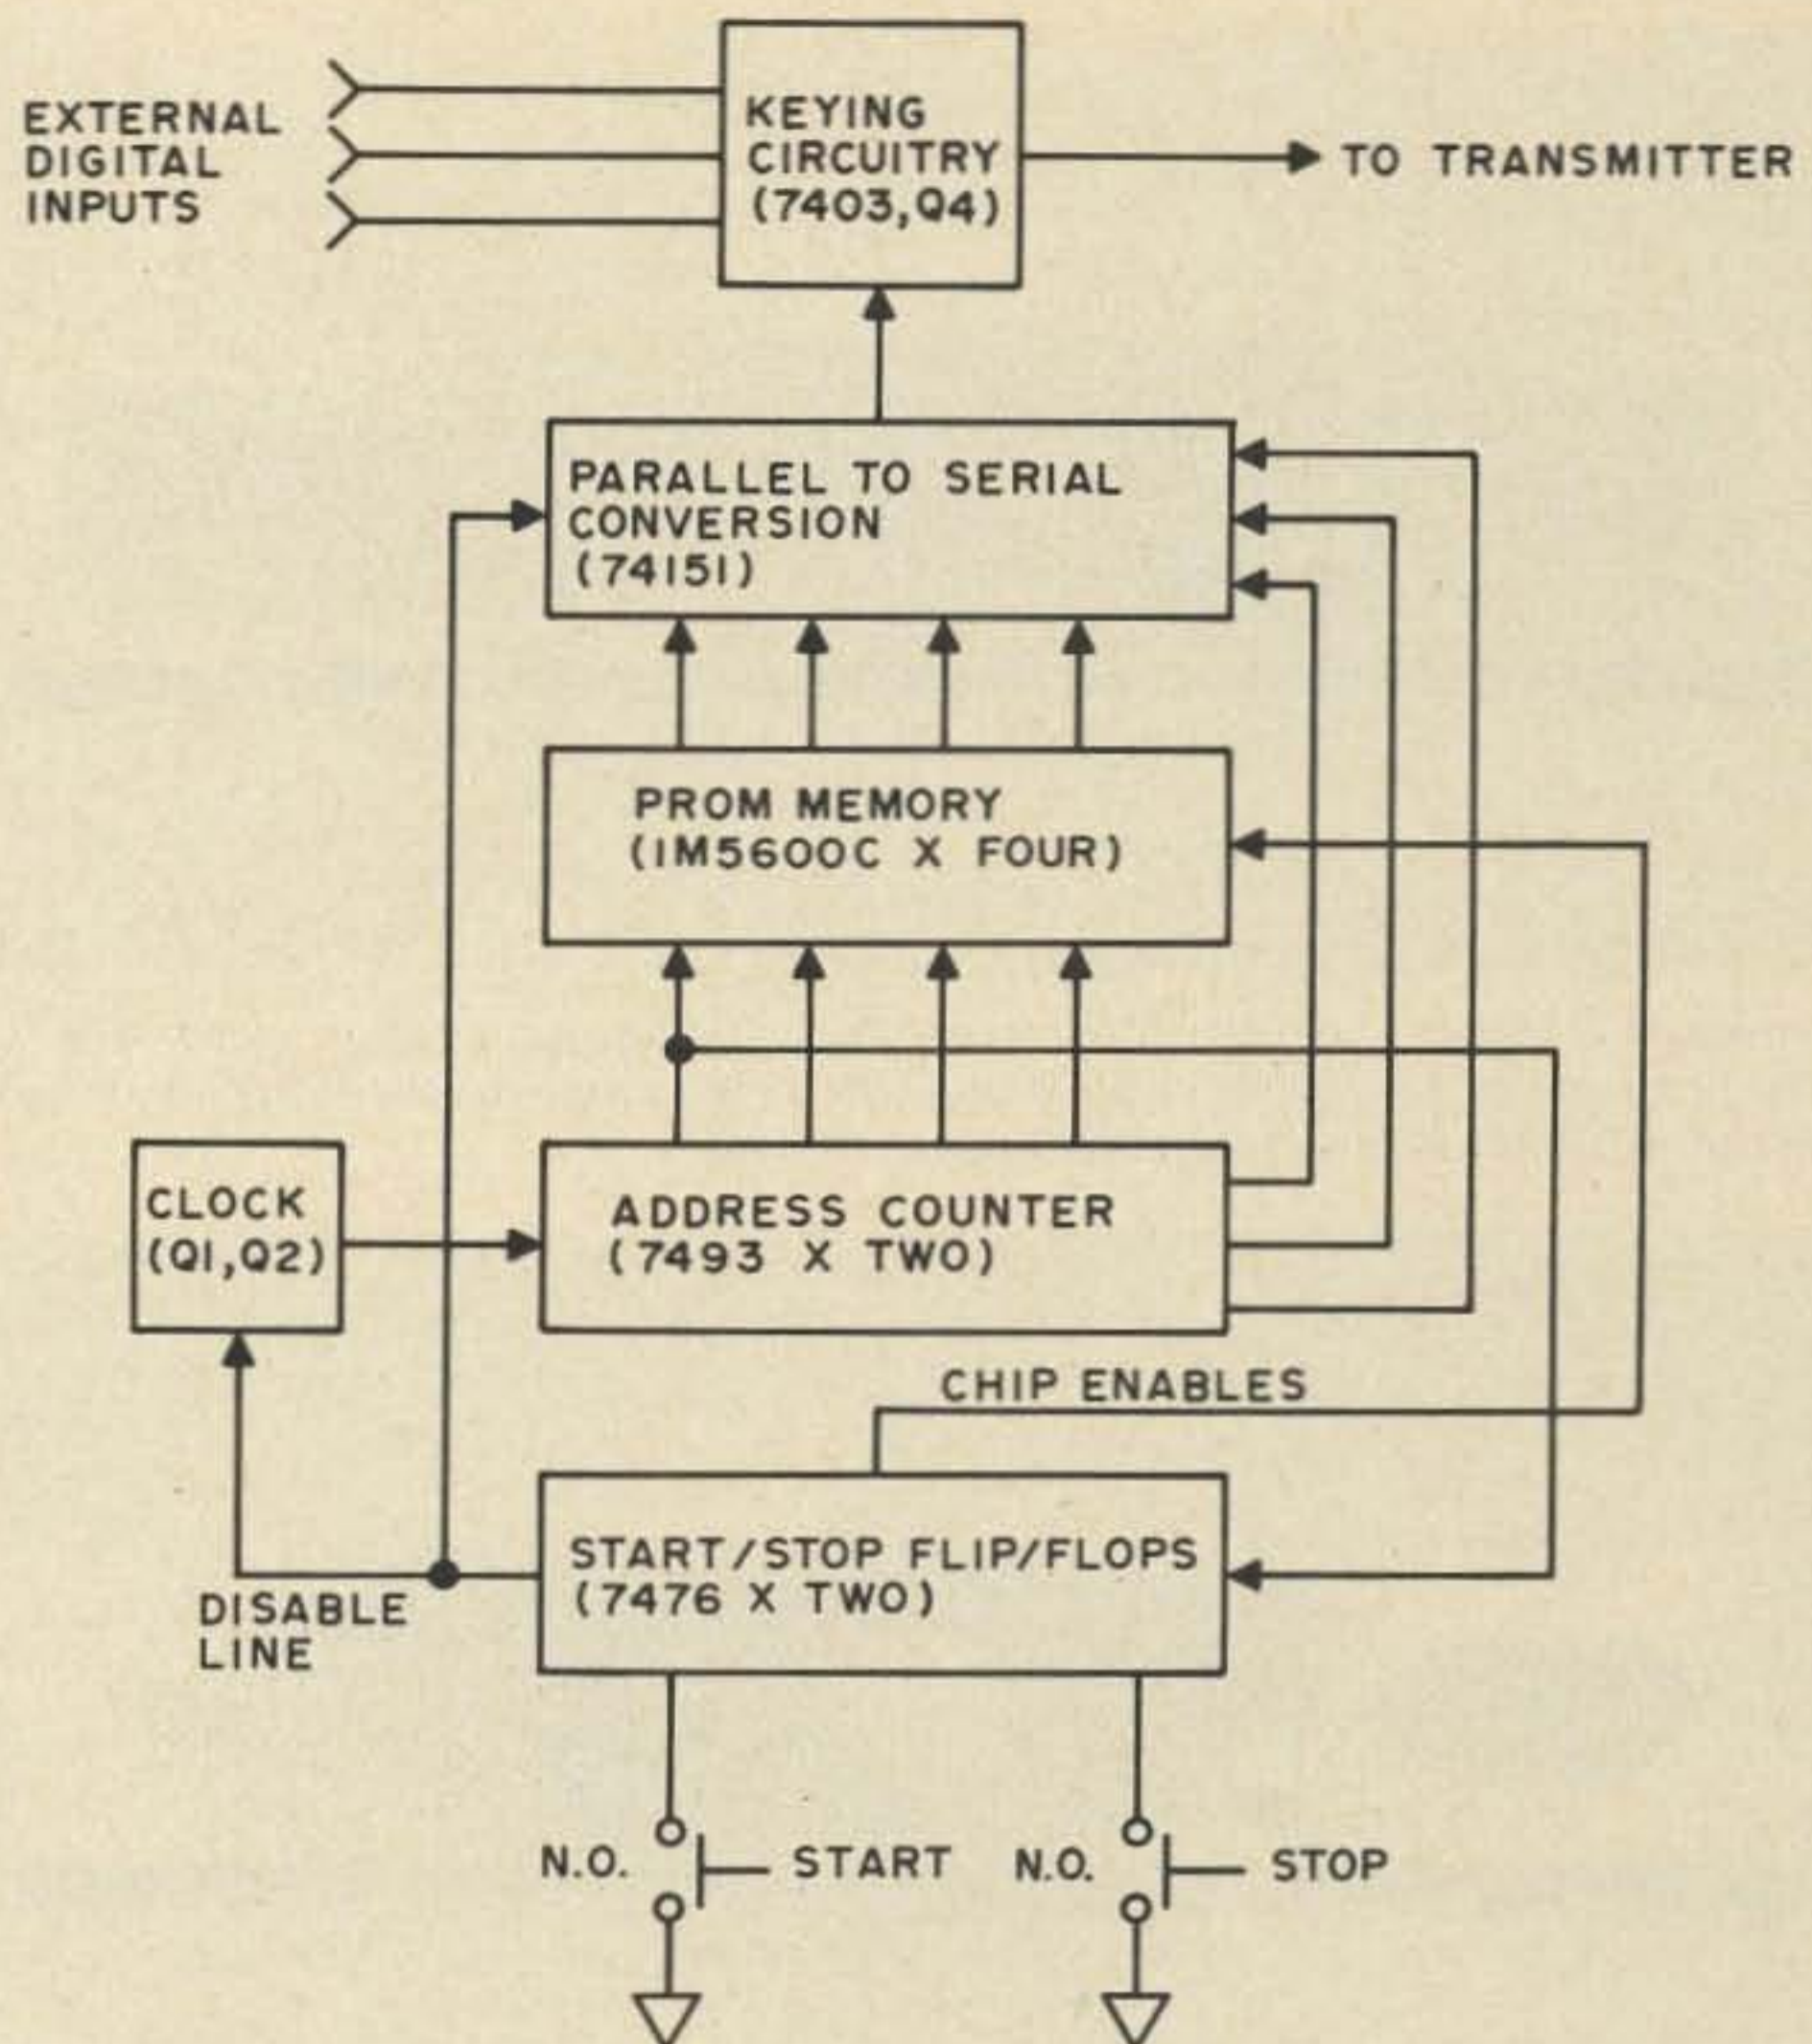 EXTERNAL
DIGITAL
INPUTS
KEYING
CIRCUITRY
(7403,Q4)
TO TRANSMITTER
PARALLEL TO SERIAL
CONVERSION
(74151)
PROM MEMORY
(IM5600C X FOUR)
CLOCK
(Q1,Q2)
ADDRESS COUNTER
(7493 X TWO)
CHIP ENABLES
START/STOP FLIP/FLOPS
(7476 X TWO)
DISABLE
LINE
N.O.
START
N.O.
STOP